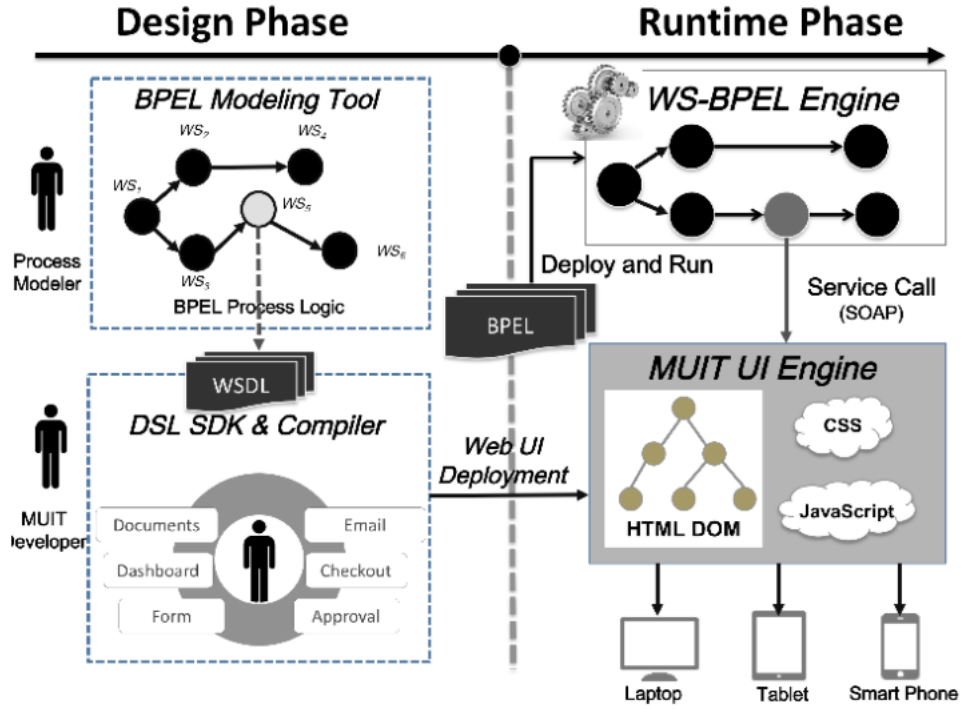 Design Phase
Runtime Phase
BPEL Modeling Tool
WS2
WS4
WS1
WS5
WS6
WS3
BPEL Process Logic
Process
Modeler
WS-BPEL Engine
Deploy and Run
BPEL
Service Call
(SOAP)
WSDL
DSL SDK & Compiler
MUIT
Developer
Documents
Email
Dashboard
Checkout
Form
Approval
Web UI
Deployment
MUIT UI Engine
HTML DOM
CSS
JavaScript
Laptop
Tablet
Smart Phone